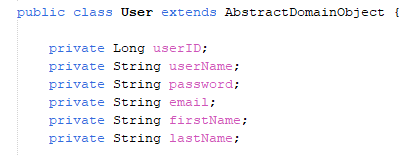 public class User extends AbstractDomainObject {
private Long userID;
private String userName;
private String password;
private String email;
private String firstName;
private String lastName;